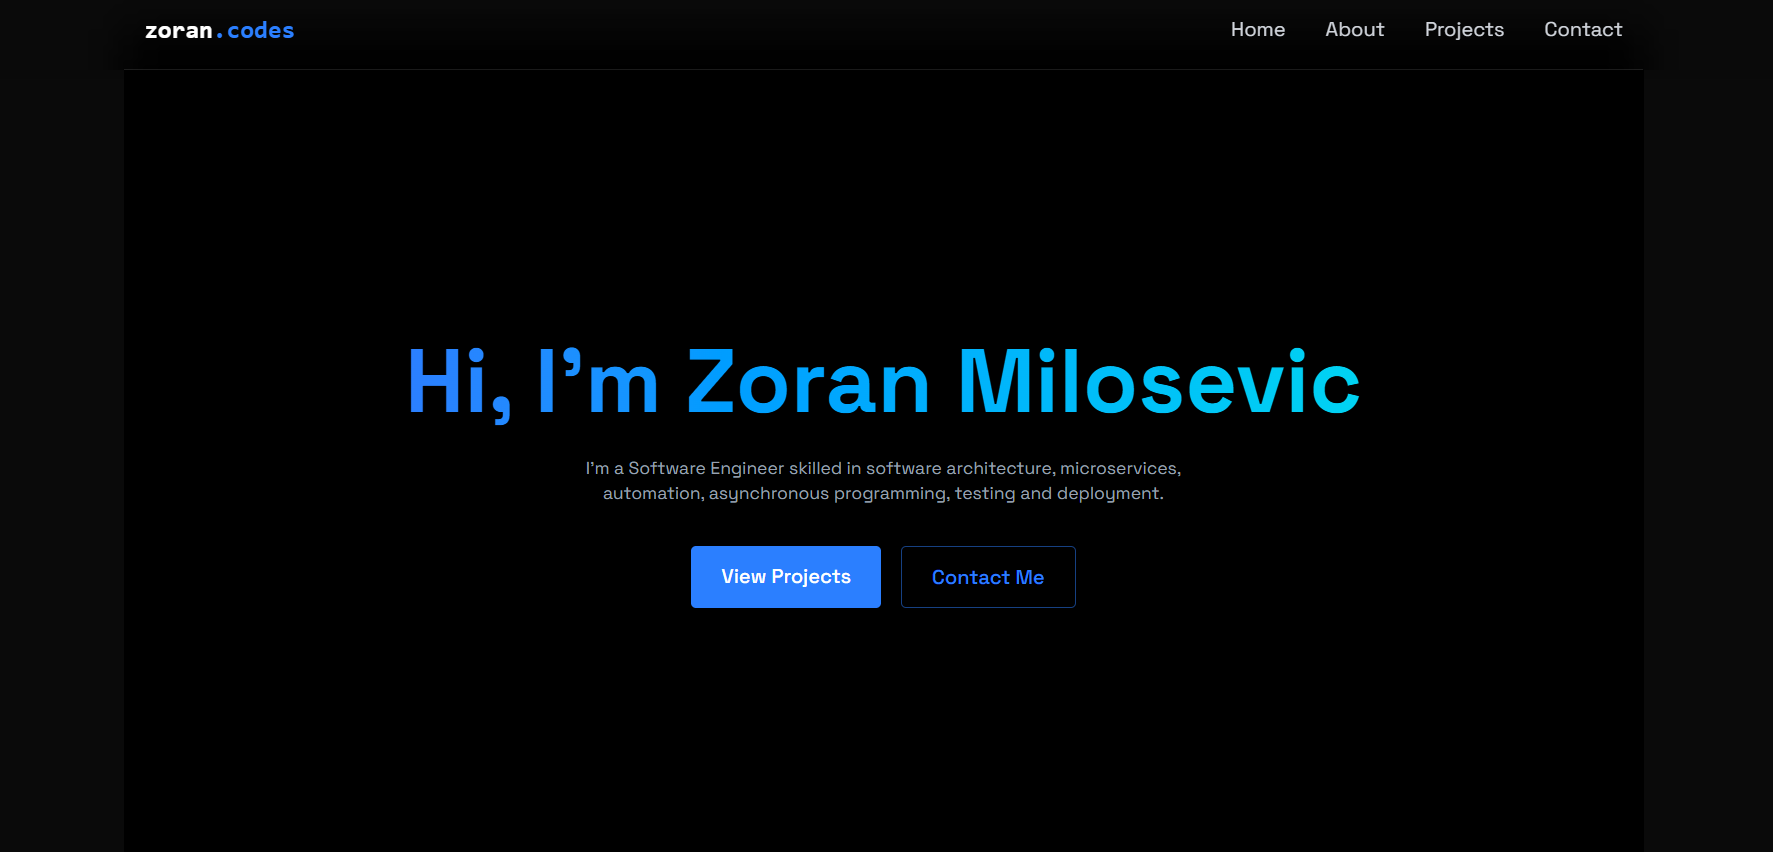 zoran.codes
Home About Projects Contact
Hi, I’m Zoran Milosevic
I’m a Software Engineer skilled in software architecture, microservices,
automation, asynchronous programming, testing and deployment.
View Projects Contact Me